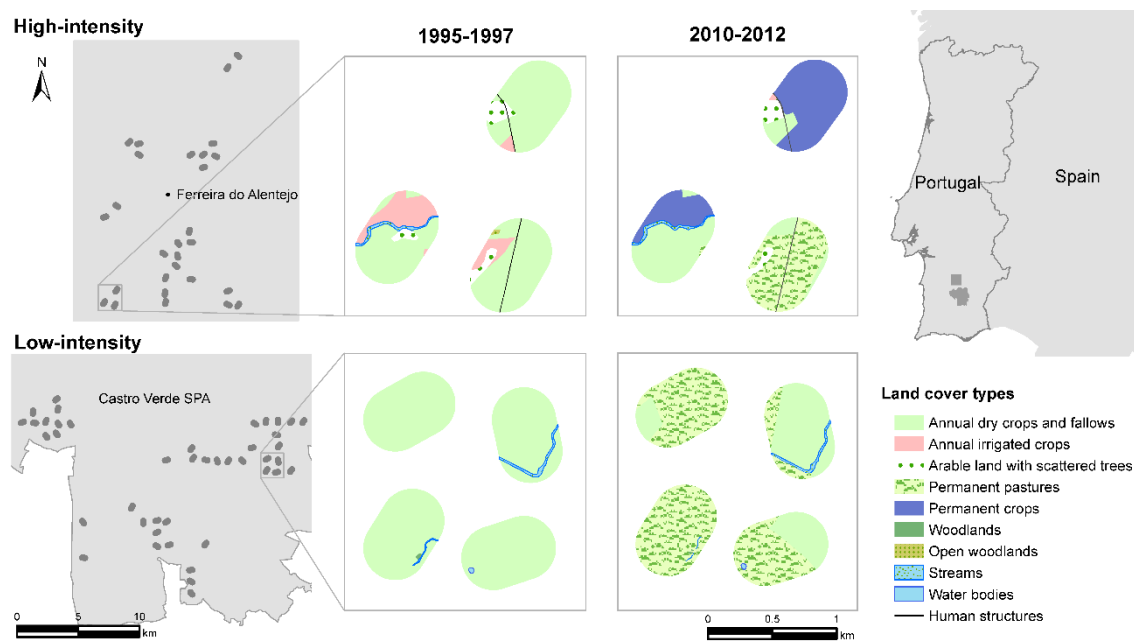 High-intensity
1995-1997
2010-2012
N
Ferreira do Alentejo
Portugal
Spain
Low-intensity
Castro Verde SPA
Land cover types
Annual dry crops and fallows
Annual irrigated crops
Arable land with scattered trees
Permanent pastures
Permanent crops
Woodlands
Open woodlands
Streams
Water bodies
Human structures
0 5 10
km
0 0.5 1
km